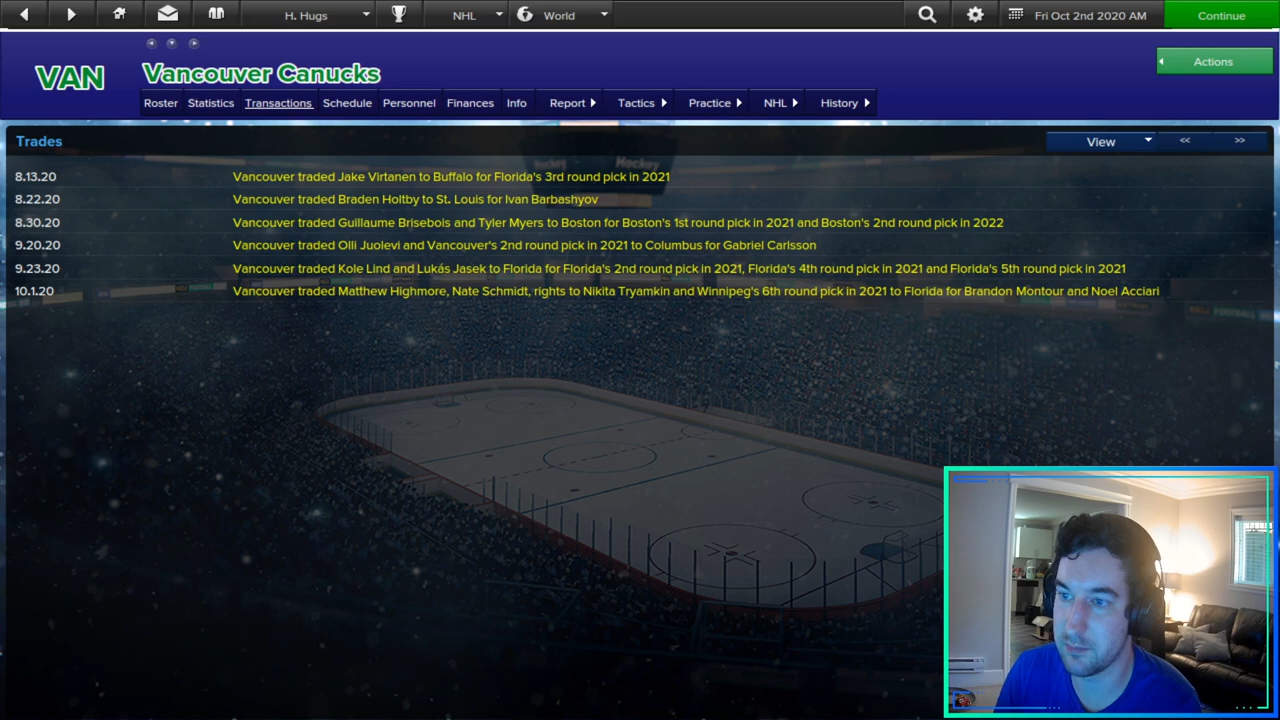 H. Hugs
NHL
World
Fri Oct 2nd 2020 AM
Continue
VAN
Vancouver Canucks
Actions
Roster Statistics Transactions Schedule Personnel Finances Info Report Tactics Practice NHL History
Trades
View
<< >>
8.13.20 Vancouver traded Jake Virtanen to Buffalo for Florida's 3rd round pick in 2021
8.22.20 Vancouver traded Braden Holtby to St. Louis for Ivan Barbashyov
8.30.20 Vancouver traded Guillaume Brisebois and Tyler Myers to Boston for Boston's 1st round pick in 2021 and Boston's 2nd round pick in 2022
9.20.20 Vancouver traded Olli Juolevi and Vancouver's 2nd round pick in 2021 to Columbus for Gabriel Carlsson
9.23.20 Vancouver traded Kole Lind and Lukás Jasek to Florida for Florida's 2nd round pick in 2021, Florida's 4th round pick in 2021 and Florida's 5th round pick in 2021
10.1.20 Vancouver traded Matthew Highmore, Nate Schmidt, rights to Nikita Tryamkin and Winnipeg's 6th round pick in 2021 to Florida for Brandon Montour and Noel Acciari